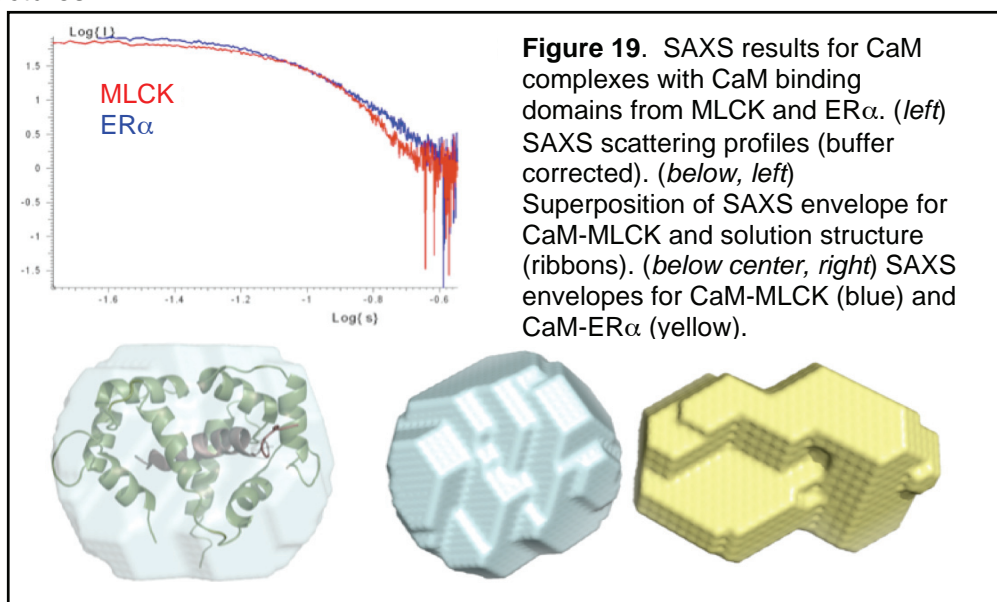 Log{I}
1.5
1
0.5
0
-0.5
-1
-1.5
-1.6
-1.4
-1.2
-1
-0.8
-0.6
Log{s}
MLCK
ERα
Figure 19. SAXS results for CaM
complexes with CaM binding
domains from MLCK and ERα. (left)
SAXS scattering profiles (buffer
corrected). (below, left)
Superposition of SAXS envelope for
CaM-MLCK and solution structure
(ribbons). (below center, right) SAXS
envelopes for CaM-MLCK (blue) and
CaM-ERα (yellow).